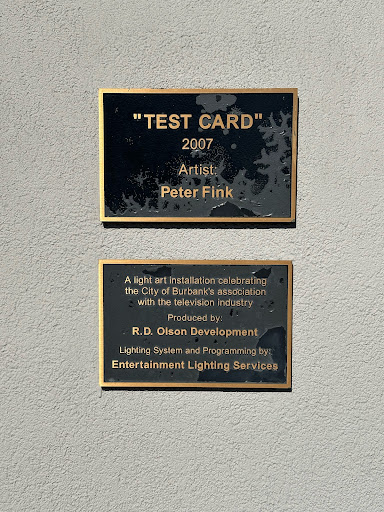 "TEST CARD"
2007
Artist:
Peter Fink
A light art installation celebrating
the City of Burbank's association
with the television industry
Produced by:
R.D. Olson Development
Lighting System and Programming by:
Entertainment Lighting Services